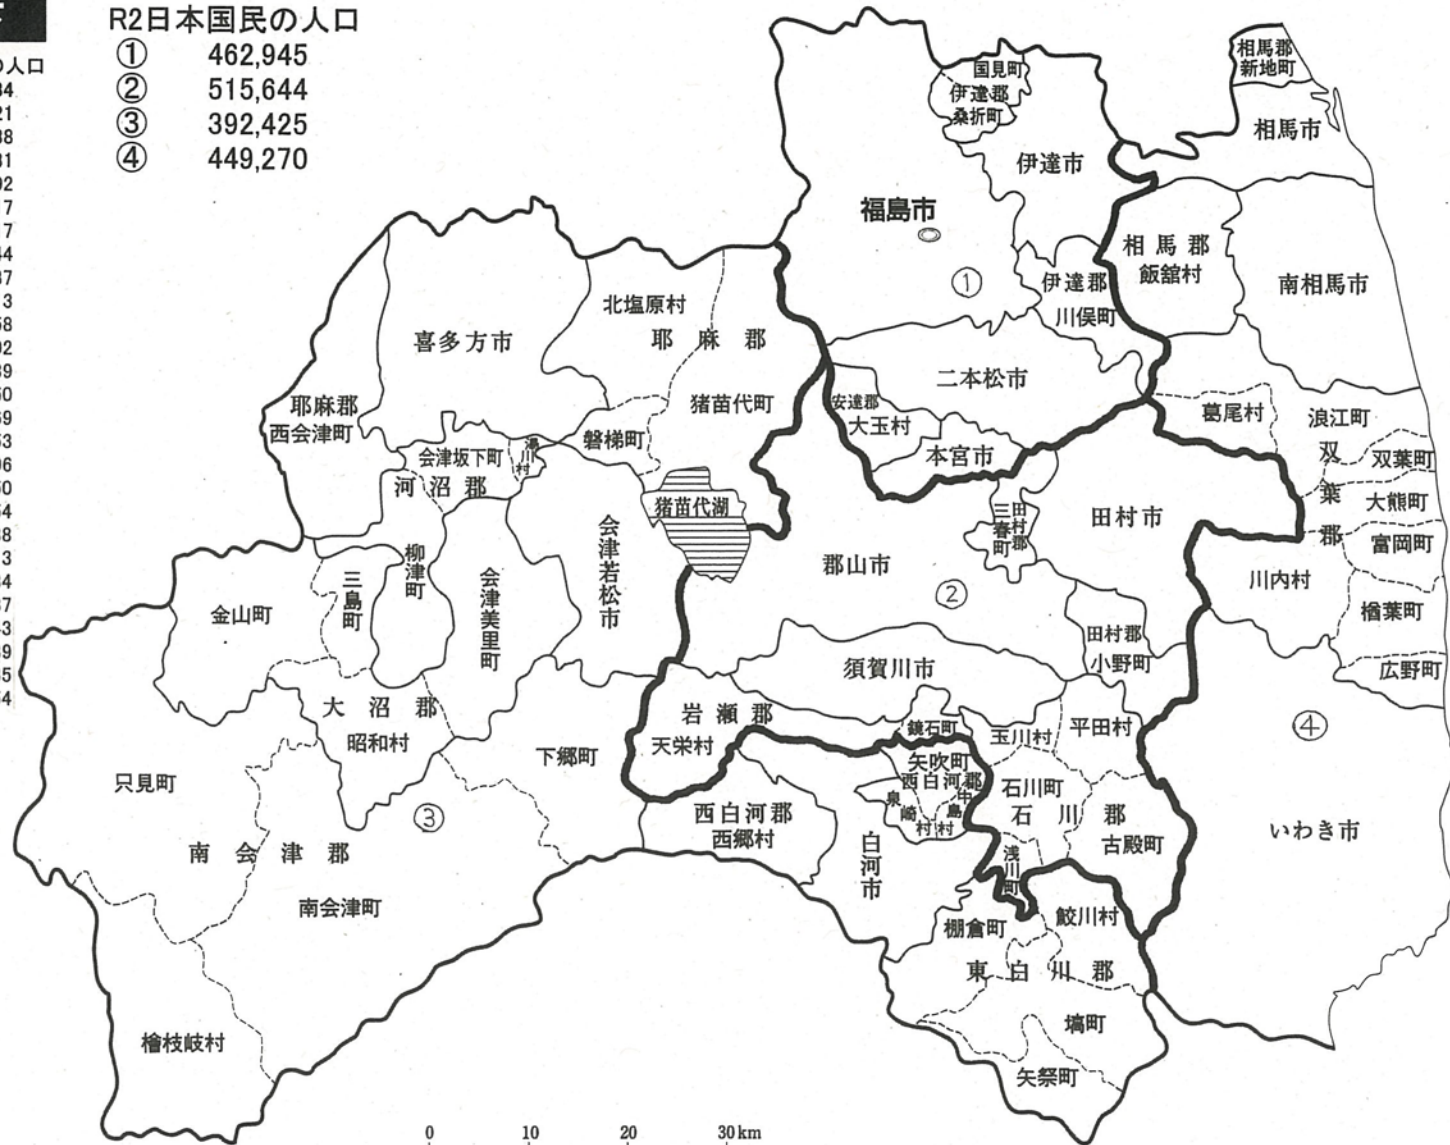 の人口
R2日本国民の人口
① 462,945
② 515,644
③ 392,425
④ 449,270
相馬郡
新地町
国見町
伊達郡
桑折町
相馬市
伊達市
福島市
相馬郡
飯舘村
南相馬市
伊達郡
川俣町
①
北塩原村
耶麻郡
喜多方市
二本松市
猪苗代町
安達郡
大玉村
本宮市
葛尾村
浪江町
耶麻郡
西会津町
磐梯町
湯川村
会津坂下町
河沼郡
双葉郡
双葉町
大熊町
富岡町
猪苗代湖
田村郡
三春町
田村市
会津若松市
郡山市
②
川内村
楢葉町
柳津町
三島町
金山町
会津美里町
田村郡
小野町
広野町
須賀川市
大沼郡
昭和村
岩瀬郡
天栄村
鏡石町
玉川村
平田村
④
下郷町
矢吹町
西白河郡
泉崎村
中島村
石川町
石川郡
古殿町
只見町
③
西白河郡
西郷村
白河市
浅川町
いわき市
南会津郡
南会津町
棚倉町
鮫川村
東白川郡
塙町
矢祭町
檜枝岐村
0 10 20 30km